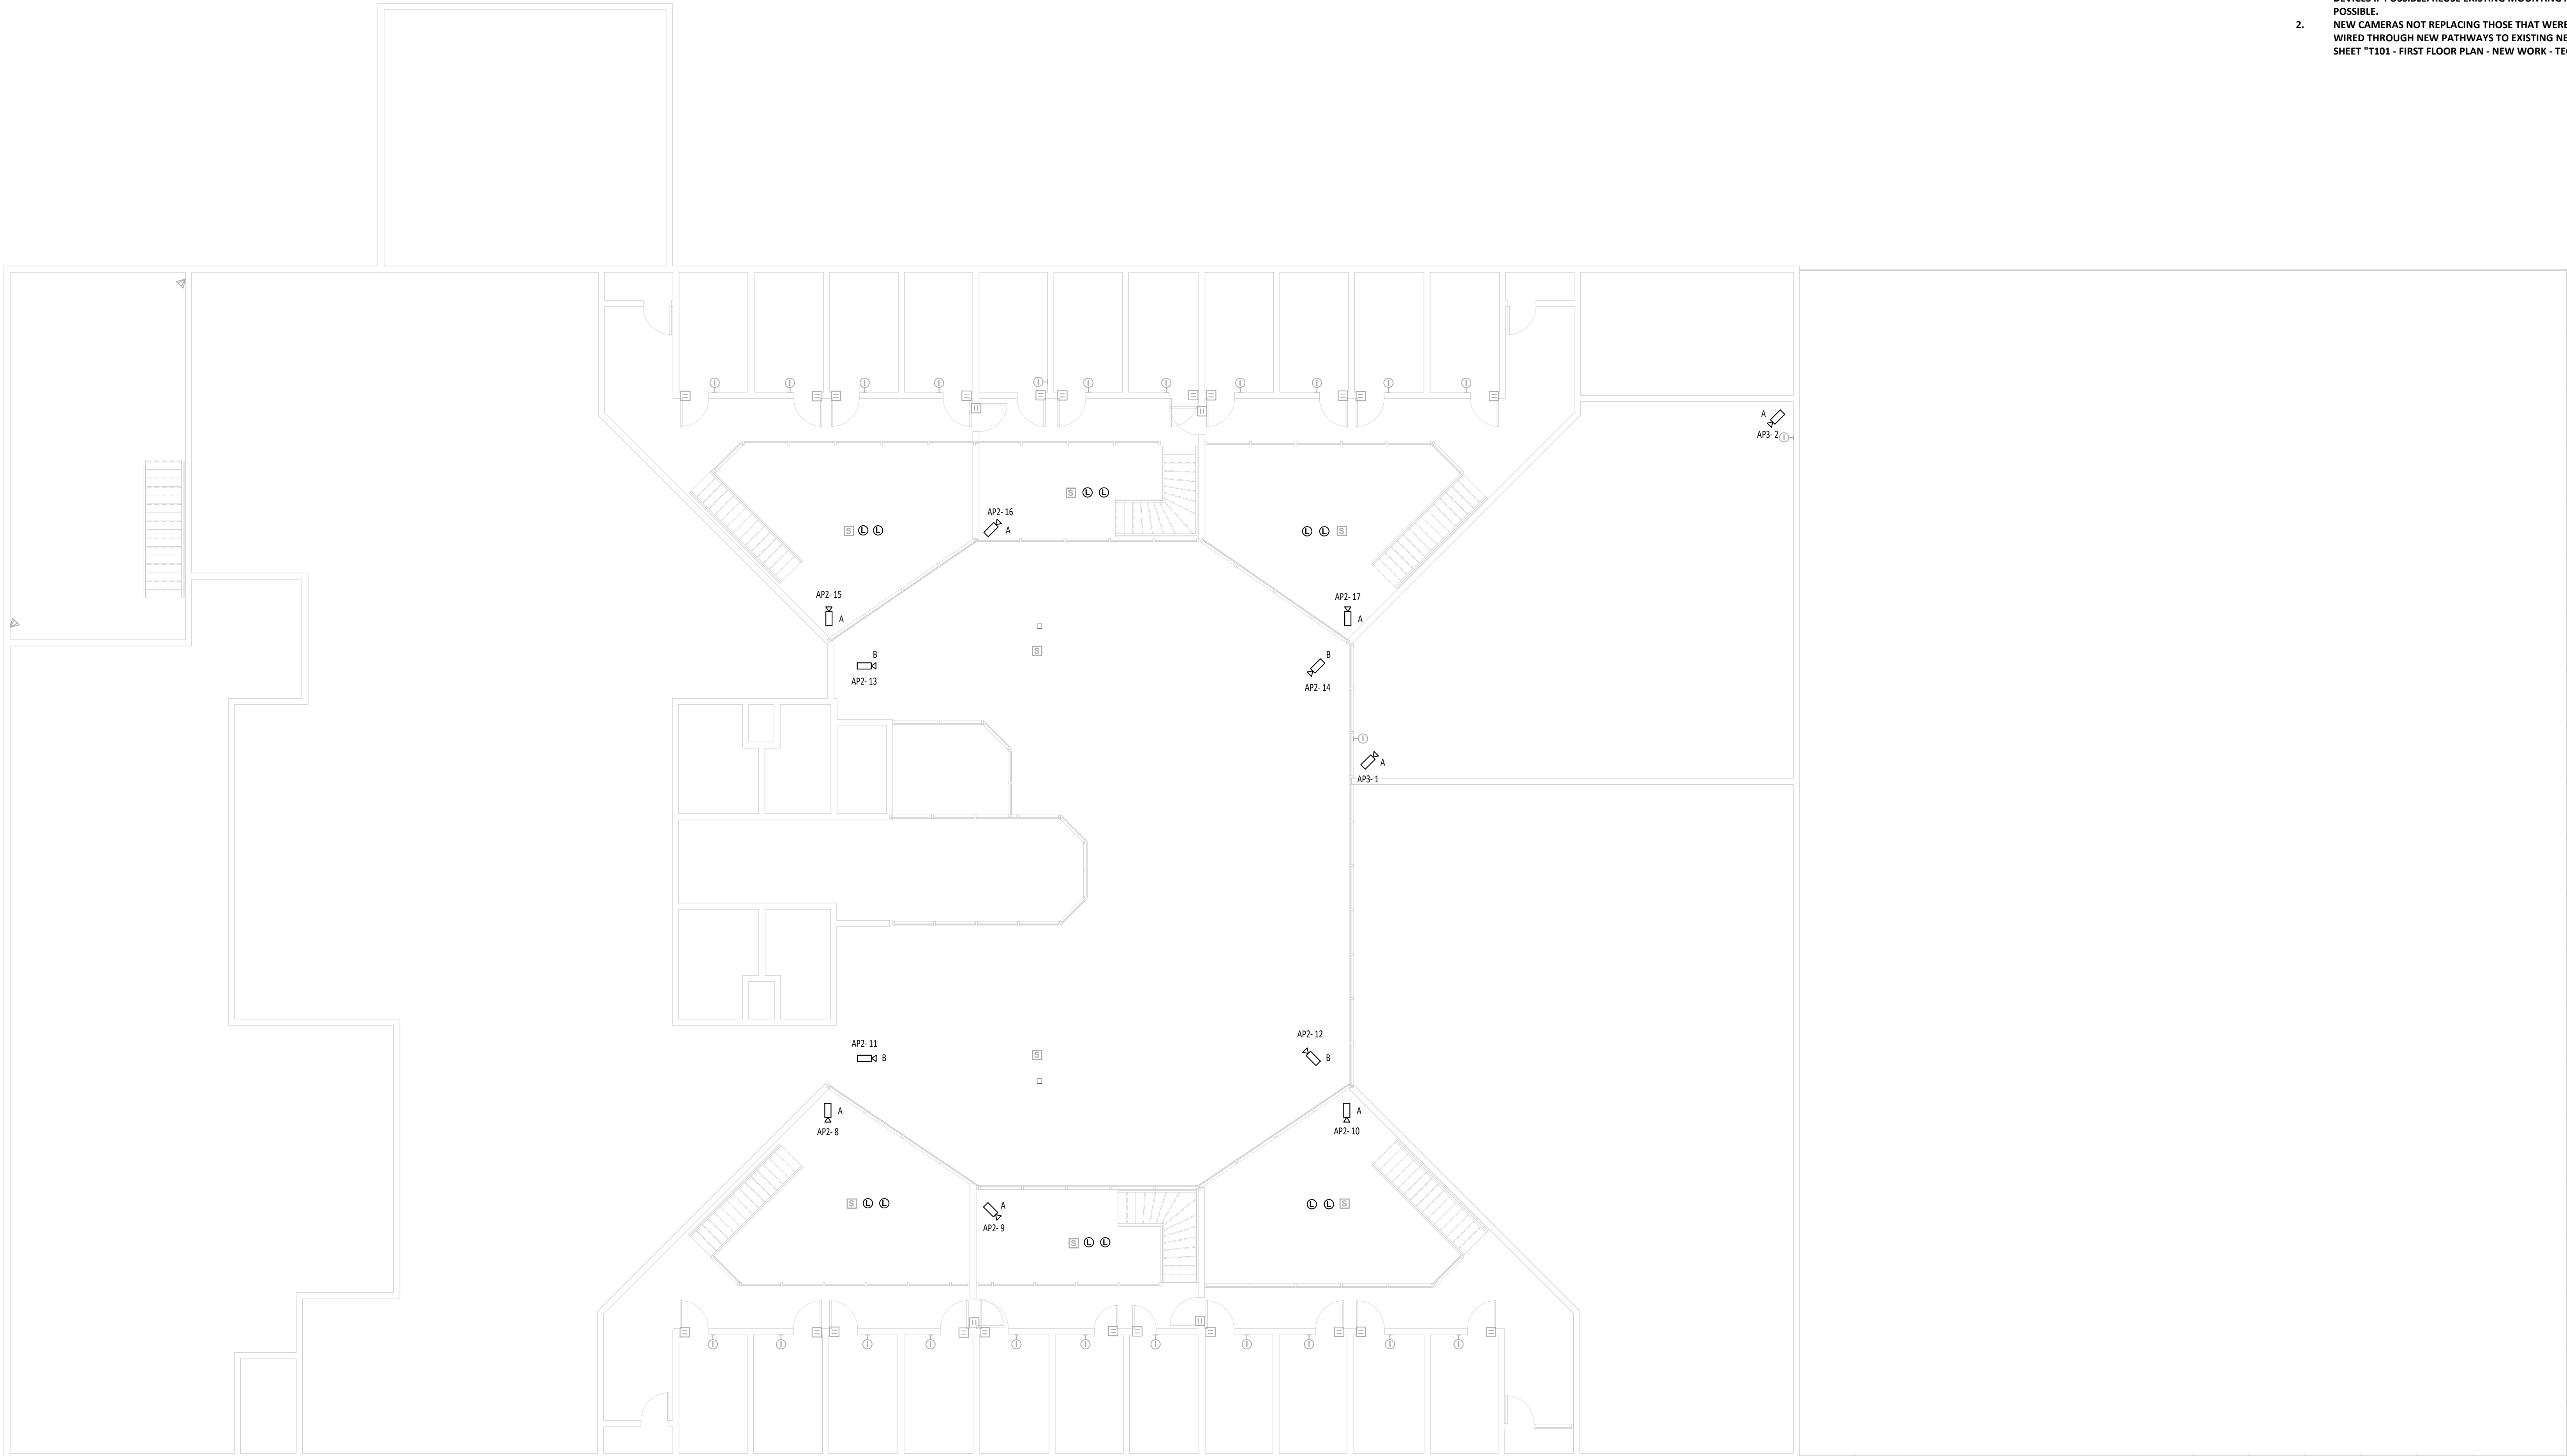 POSSIBLE.
2. NEW CAMERAS NOT REPLACING THOSE THAT WERE
WIRED THROUGH NEW PATHWAYS TO EXISTING NE
SHEET "T101 - FIRST FLOOR PLAN - NEW WORK - TE
A
AP3- 2
S L L
AP2- 16
A
S L L
L L S
AP2- 15
A
AP2- 17
A
S
B
AP2- 13
B
AP2- 14
A
AP3- 1
AP2- 12
B
AP2- 11
B
S
A
AP2- 8
A
AP2- 10
S L L
A
AP2- 9
L L S
S L L